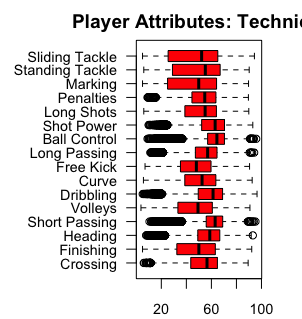 Player Attributes: Technic
Sliding Tackle
Standing Tackle
Marking
Penalties
Long Shots
Shot Power
Ball Control
Long Passing
Free Kick
Curve
Dribbling
Volleys
Short Passing
Heading
Finishing
Crossing
20 60 100